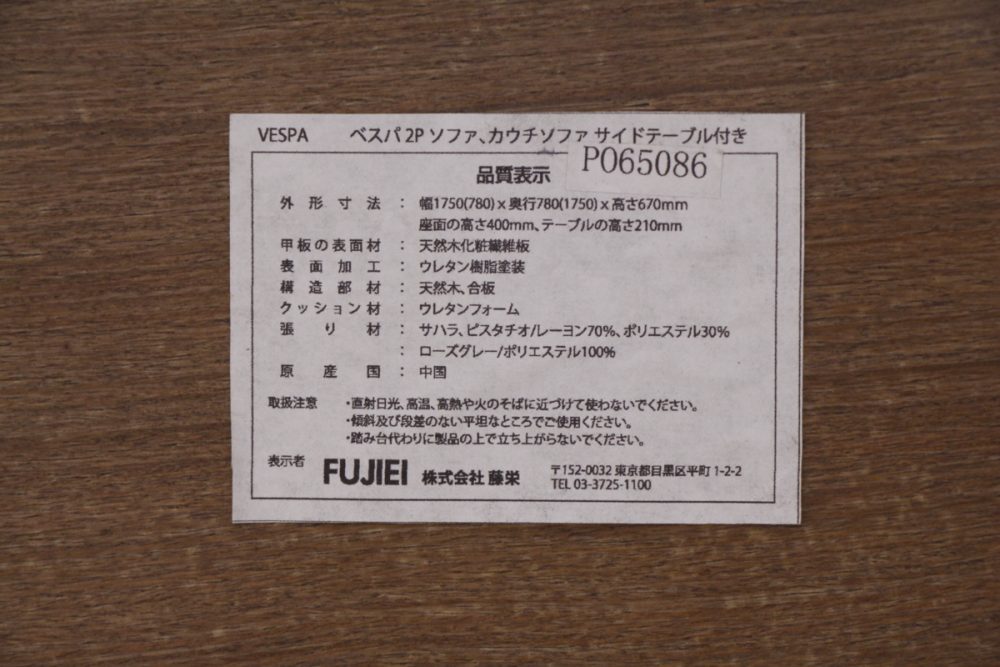 VESPA ベスパ 2P ソファ、カウチソファ サイドテーブル付き
P065086
品質表示
外形寸法 : 幅1750(780) x 奥行780(1750) x 高さ670mm
座面の高さ400mm、テーブルの高さ210mm
甲板の表面材 : 天然木化粧繊維板
表面加工 : ウレタン樹脂塗装
構造部材 : 天然木、合板
クッション材 : ウレタンフォーム
張り材 : サハラ、ピスタチオ/レーヨン70%、ポリエステル30%
: ローズグレー/ポリエステル100%
原産国 : 中国
取扱注意 ・直射日光、高温、高熱や火のそばに近づけて使わないでください。
・傾斜及び段差のない平坦なところでご使用ください。
・踏み台代わりに製品の上で立ち上がらないでください。
表示者 FUJIEI 株式会社 藤栄 〒152-0032 東京都目黒区平町 1-2-2
TEL 03-3725-1100